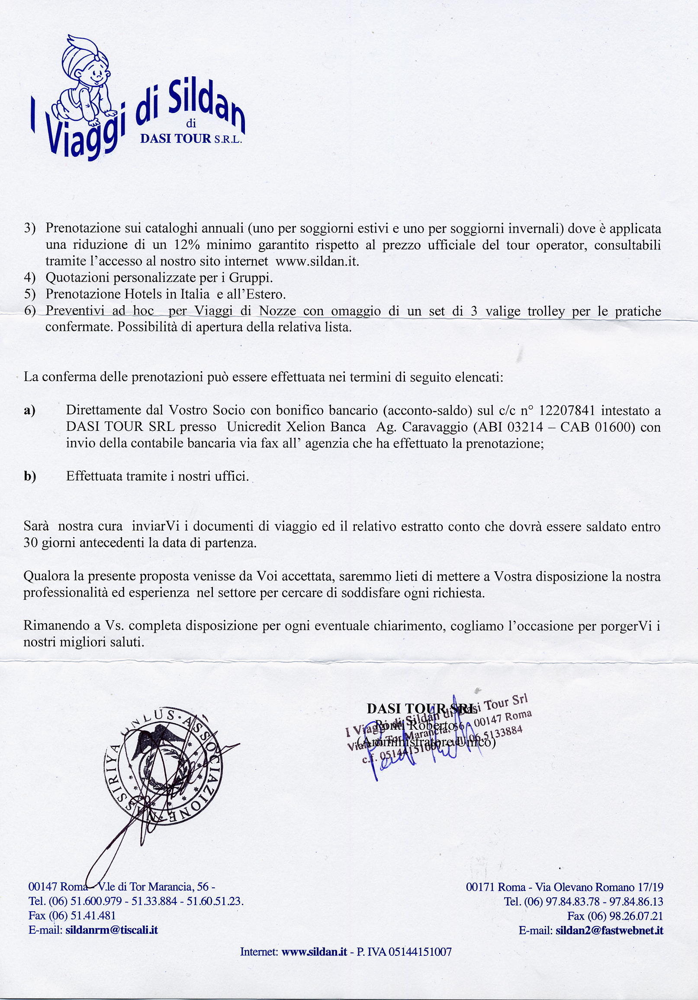 I Viaggi di Sildan
di
DASI TOUR S.R.L.
3) Prenotazione sui cataloghi annuali (uno per soggiorni estivi e uno per soggiorni invernali) dove è applicata
una riduzione di un 12% minimo garantito rispetto al prezzo ufficiale del tour operator, consultabili
tramite l’accesso al nostro sito internet www.sildan.it.
4) Quotazioni personalizzate per i Gruppi.
5) Prenotazione Hotels in Italia e all’Estero.
6) Preventivi ad hoc per Viaggi di Nozze con omaggio di un set di 3 valige trolley per le pratiche
confermate. Possibilità di apertura della relativa lista.
La conferma delle prenotazioni può essere effettuata nei termini di seguito elencati:
a) Direttamente dal Vostro Socio con bonifico bancario (acconto-saldo) sul c/c n° 12207841 intestato a
DASI TOUR SRL presso Unicredit Xelion Banca Ag. Caravaggio (ABI 03214 – CAB 01600) con
invio della contabile bancaria via fax all’ agenzia che ha effettuato la prenotazione;
b) Effettuata tramite i nostri uffici.
Sarà nostra cura inviarVi i documenti di viaggio ed il relativo estratto conto che dovrà essere saldato entro
30 giorni antecedenti la data di partenza.
Qualora la presente proposta venisse da Voi accettata, saremmo lieti di mettere a Vostra disposizione la nostra
professionalità ed esperienza nel settore per cercare di soddisfare ogni richiesta.
Rimanendo a Vs. completa disposizione per ogni eventuale chiarimento, cogliamo l’occasione per porgerVi i
nostri migliori saluti.
DASI TOUR SRL
Ponti Roberto
(Amministratore Unico)
I Viaggi di Sildan di Dasi Tour Srl
Viale di Tor Marancia, 56 - 00147 Roma
c.f. 05144151007 - tel. 06.5133884
ASSOCIAZIONE · · ONLUS ·
00147 Roma - V.le di Tor Marancia, 56 -
Tel. (06) 51.600.979 - 51.33.884 - 51.60.51.23.
Fax (06) 51.41.481
E-mail: sildanrm@tiscali.it
00171 Roma - Via Olevano Romano 17/19
Tel. (06) 97.84.83.78 - 97.84.86.13
Fax (06) 98.26.07.21
E-mail: sildan2@fastwebnet.it
Internet: www.sildan.it - P. IVA 05144151007